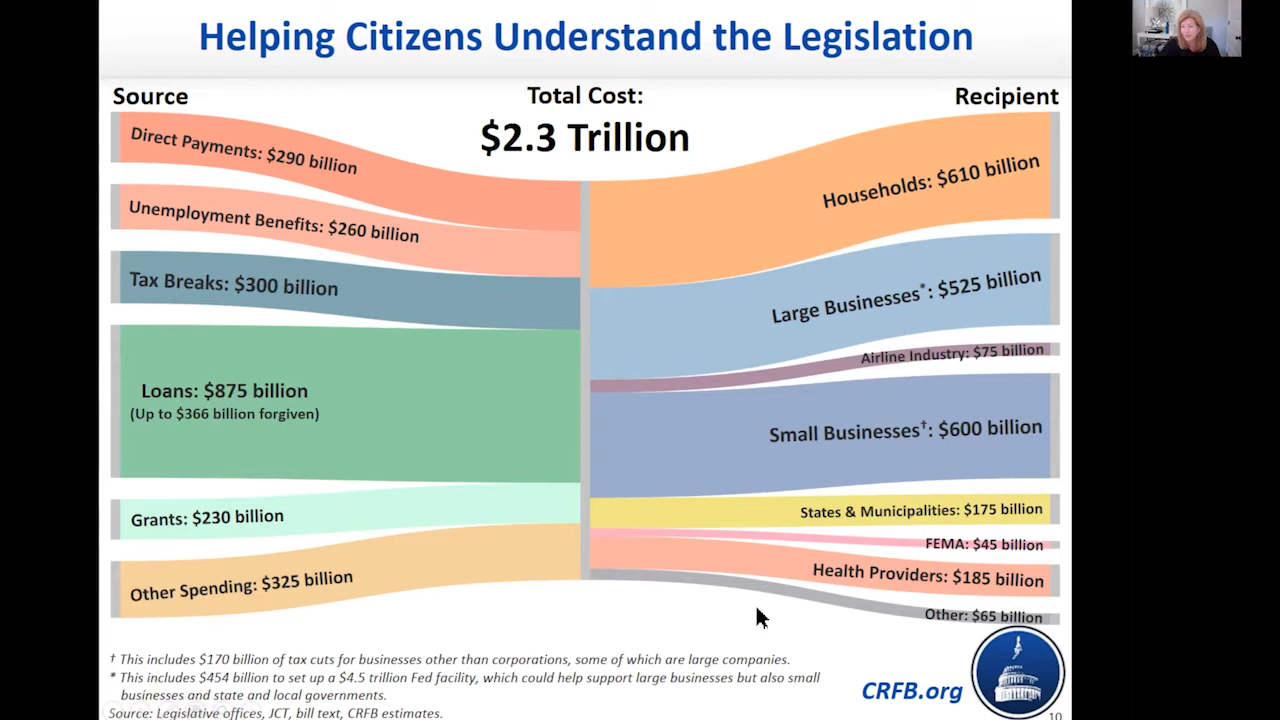 Helping Citizens Understand the Legislation
Source
Total Cost:
$2.3 Trillion
Recipient
Direct Payments: $290 billion
Unemployment Benefits: $260 billion
Tax Breaks: $300 billion
Loans: $875 billion
(Up to $366 billion forgiven)
Grants: $230 billion
Other Spending: $325 billion
Households: $610 billion
Large Businesses*: $525 billion
Airline Industry: $75 billion
Small Businesses†: $600 billion
States & Municipalities: $175 billion
FEMA: $45 billion
Health Providers: $185 billion
Other: $65 billion
† This includes $170 billion of tax cuts for businesses other than corporations, some of which are large companies.
* This includes $454 billion to set up a $4.5 trillion Fed facility, which could help support large businesses but also small
businesses and state and local governments.
Source: Legislative offices, JCT, bill text, CRFB estimates.
CRFB.org
10